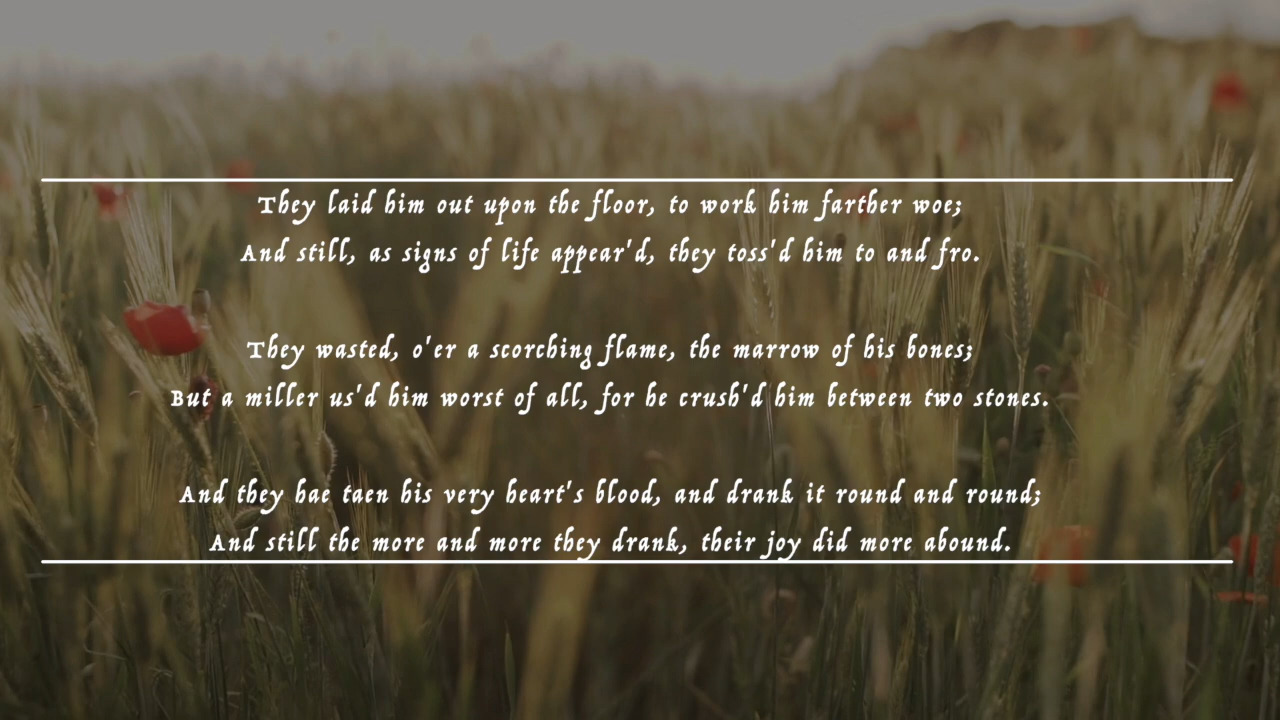 They laid him out upon the floor, to work him farther woe;
And still, as signs of life appear'd, they toss'd him to and fro.
They wasted, o'er a scorching flame, the marrow of his bones;
But a miller us'd him worst of all, for he crush'd him between two stones.
And they hae taen his very heart's blood, and drank it round and round;
And still the more and more they drank, their joy did more abound.